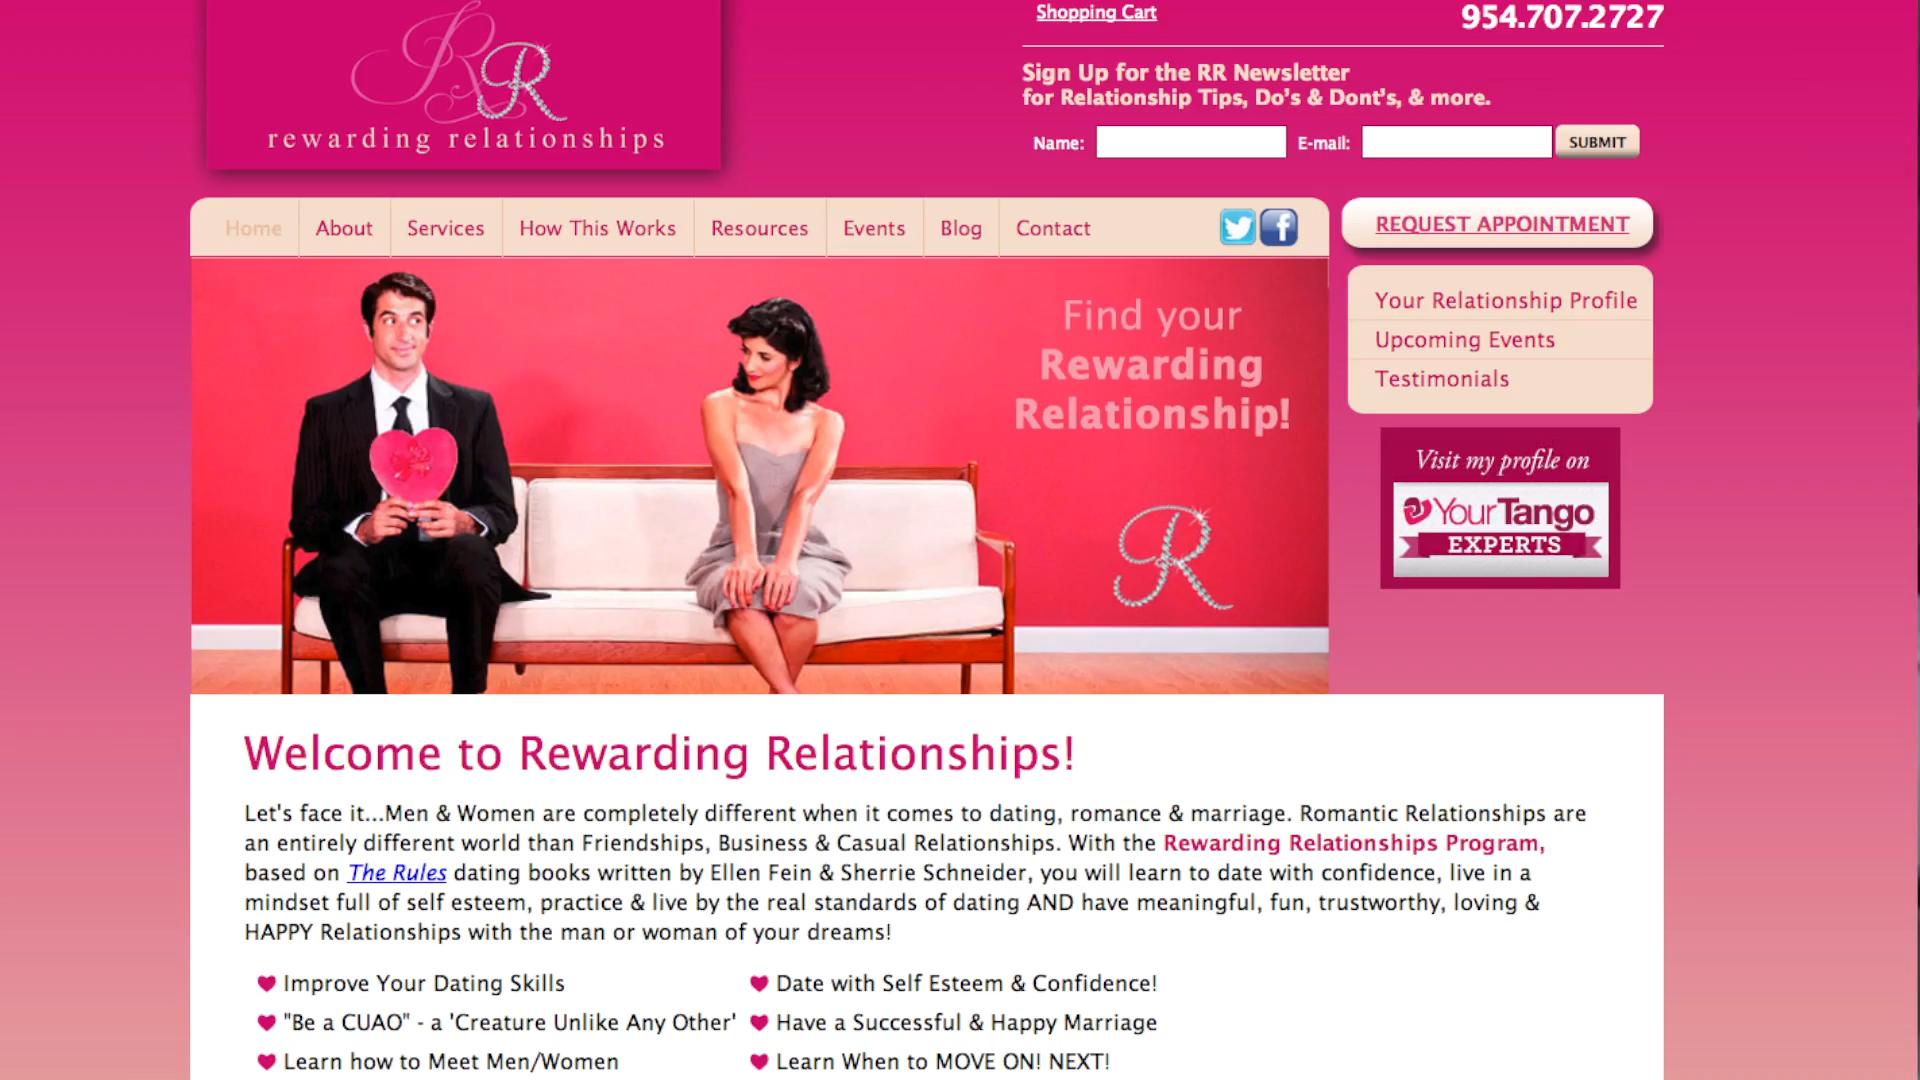 Shopping Cart
954.707.2727
R R
rewarding relationships
Sign Up for the RR Newsletter
for Relationship Tips, Do's & Dont's, & more.
Name:
E-mail:
SUBMIT
Home
About
Services
How This Works
Resources
Events
Blog
Contact
f
REQUEST APPOINTMENT
Your Relationship Profile
Upcoming Events
Testimonials
Find your
Rewarding
Relationship!
R
Visit my profile on
YourTango
EXPERTS
Welcome to Rewarding Relationships!
Let's face it...Men & Women are completely different when it comes to dating, romance & marriage. Romantic Relationships are
an entirely different world than Friendships, Business & Casual Relationships. With the Rewarding Relationships Program,
based on The Rules dating books written by Ellen Fein & Sherrie Schneider, you will learn to date with confidence, live in a
mindset full of self esteem, practice & live by the real standards of dating AND have meaningful, fun, trustworthy, loving &
HAPPY Relationships with the man or woman of your dreams!
Improve Your Dating Skills
Date with Self Esteem & Confidence!
"Be a CUAO" - a 'Creature Unlike Any Other'
Have a Successful & Happy Marriage
Learn how to Meet Men/Women
Learn When to MOVE ON! NEXT!